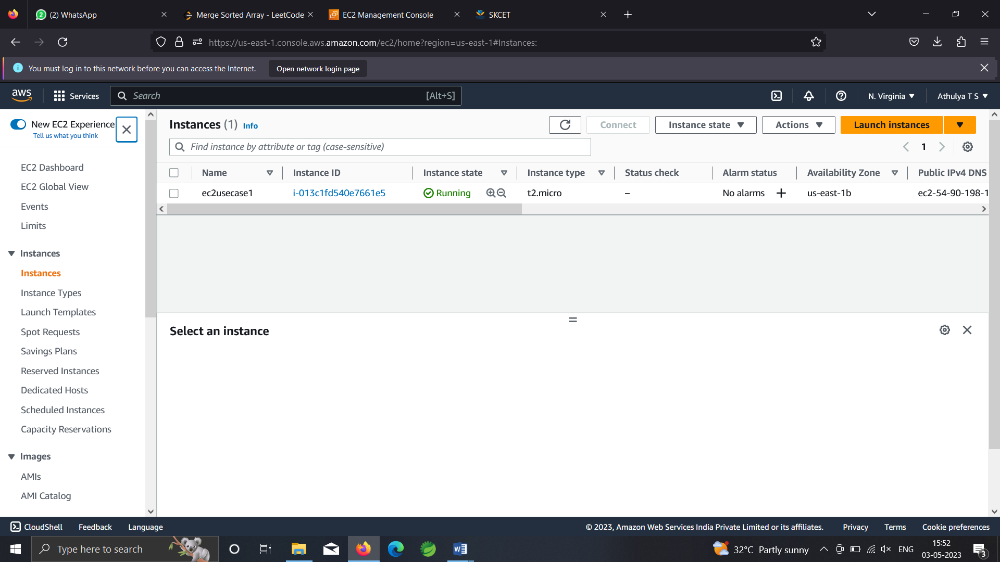 (2) WhatsApp
Merge Sorted Array - LeetCode
EC2 Management Console
SKCET
https://us-east-1.console.aws.amazon.com/ec2/home?region=us-east-1#Instances:
You must log in to this network before you can access the Internet.
Open network login page
aws
Services
Search
[Alt+S]
N. Virginia
Athulya T S
New EC2 Experience
Tell us what you think
EC2 Dashboard
EC2 Global View
Events
Limits
Instances
Instances
Instance Types
Launch Templates
Spot Requests
Savings Plans
Reserved Instances
Dedicated Hosts
Scheduled Instances
Capacity Reservations
Images
AMIs
AMI Catalog
Instances (1) Info
Connect
Instance state
Actions
Launch instances
Find instance by attribute or tag (case-sensitive)
1
Name Instance ID Instance state Instance type Status check Alarm status Availability Zone Public IPv4 DNS
ec2usecase1 i-013c1fd540e7661e5 Running t2.micro – No alarms + us-east-1b ec2-54-90-198-1
Select an instance
CloudShell
Feedback
Language
© 2023, Amazon Web Services India Private Limited or its affiliates.
Privacy
Terms
Cookie preferences
Type here to search
32°C Partly sunny
ENG
15:52
03-05-2023
3